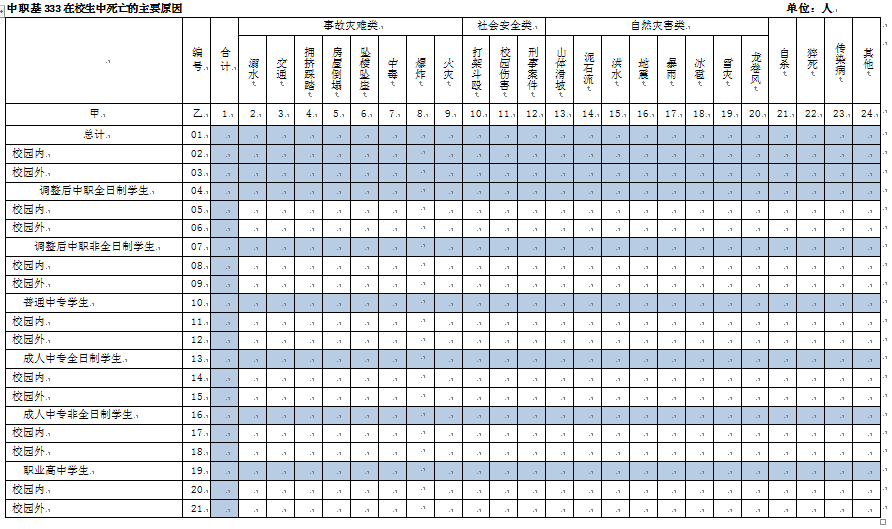 中职基 333 在校生中死亡的主要原因 单位：人
编号 合计 事故灾难类 社会安全类 自然灾害类 自杀 猝死 传染病 其他
溺水 交通 拥挤踩踏 房屋倒塌 坠楼坠崖 中毒 爆炸 火灾 打架斗殴 校园伤害 刑事案件 山体滑坡 泥石流 洪水 地震 暴雨 冰雹 雪灾 龙卷风
甲 乙 1 2 3 4 5 6 7 8 9 10 11 12 13 14 15 16 17 18 19 20 21 22 23 24
总计 01
校园内 02
校园外 03
调整后中职全日制学生 04
校园内 05
校园外 06
调整后中职非全日制学生 07
校园内 08
校园外 09
普通中专学生 10
校园内 11
校园外 12
成人中专全日制学生 13
校园内 14
校园外 15
成人中专非全日制学生 16
校园内 17
校园外 18
职业高中学生 19
校园内 20
校园外 21